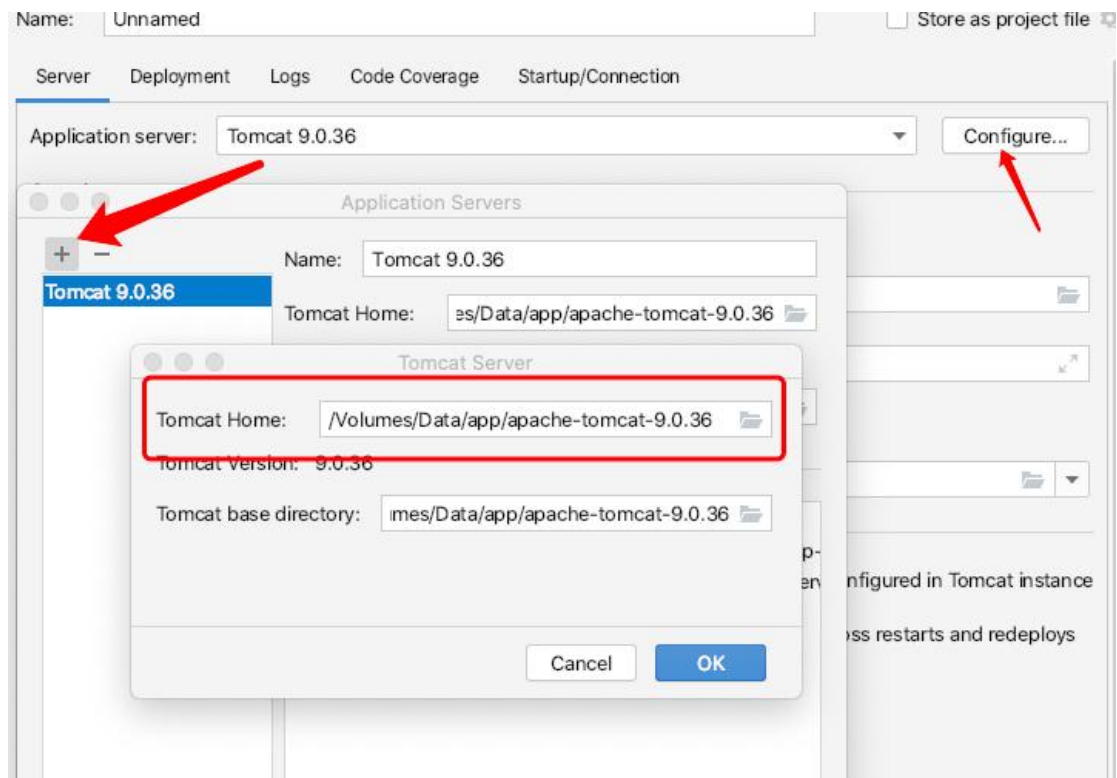 Name: Unnamed Store as project file
Server Deployment Logs Code Coverage Startup/Connection
Application server: Tomcat 9.0.36 Configure...
Application Servers
+ −
Name: Tomcat 9.0.36
Tomcat 9.0.36
Tomcat Home: es/Data/app/apache-tomcat-9.0.36
Tomcat Server
Tomcat Home: /Volumes/Data/app/apache-tomcat-9.0.36
Tomcat Version: 9.0.36
Tomcat base directory: mes/Data/app/apache-tomcat-9.0.36
p-
erv
nfigured in Tomcat instance
oss restarts and redeploys
Cancel OK